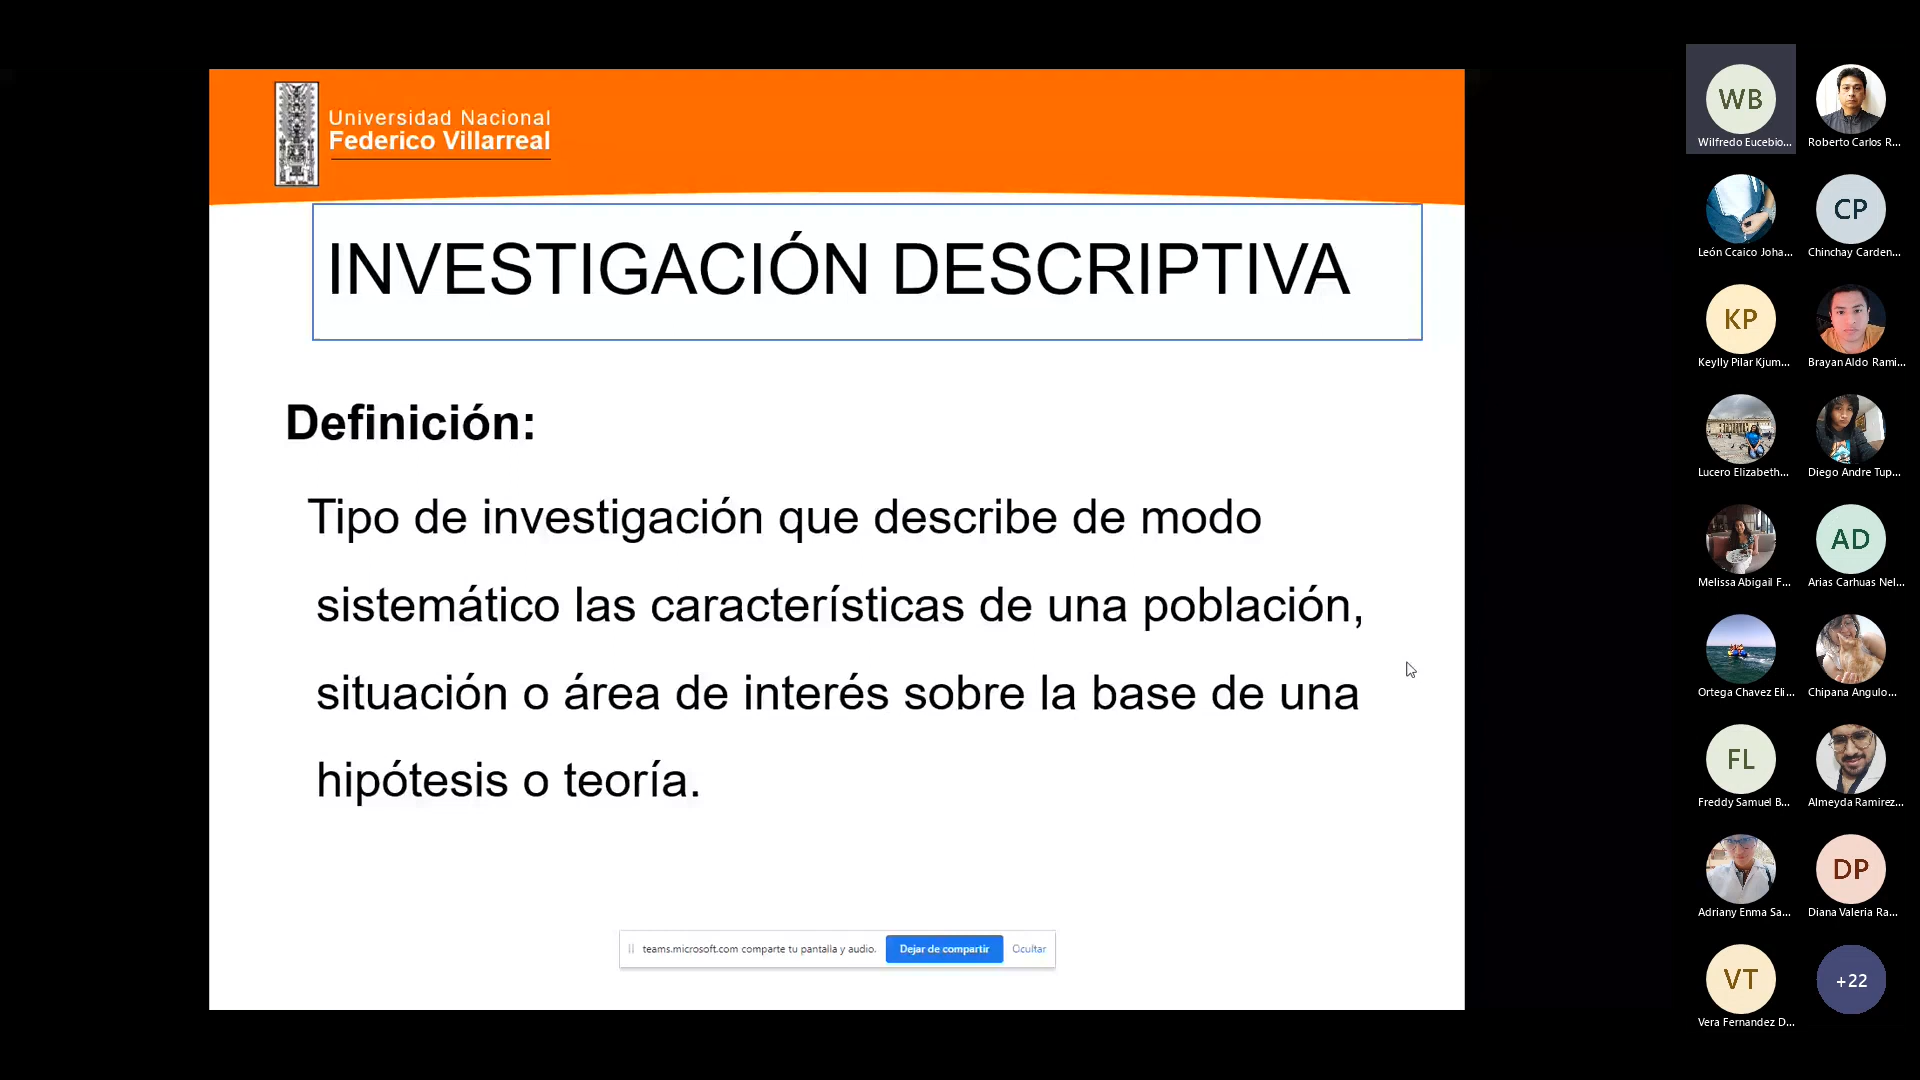 Universidad Nacional
Federico Villarreal
INVESTIGACIÓN DESCRIPTIVA
Definición:
Tipo de investigación que describe de modo
sistemático las características de una población,
situación o área de interés sobre la base de una
hipótesis o teoría.
teams.microsoft.com comparte tu pantalla y audio.
Dejar de compartir
Ocultar
WB
Wilfredo Eucebio...
Roberto Carlos R...
León Ccaico Joha...
CP
Chinchay Carden...
KP
Keylly Pilar Kjum...
Brayan Aldo Rami...
Lucero Elizabeth...
Diego Andre Tup...
Melissa Abigail F...
AD
Arias Carhuas Nel...
Ortega Chavez Eli...
Chipana Angulo...
FL
Freddy Samuel B...
Almeyda Ramirez...
Adriany Enma Sa...
DP
Diana Valeria Ra...
VT
Vera Fernandez D...
+22